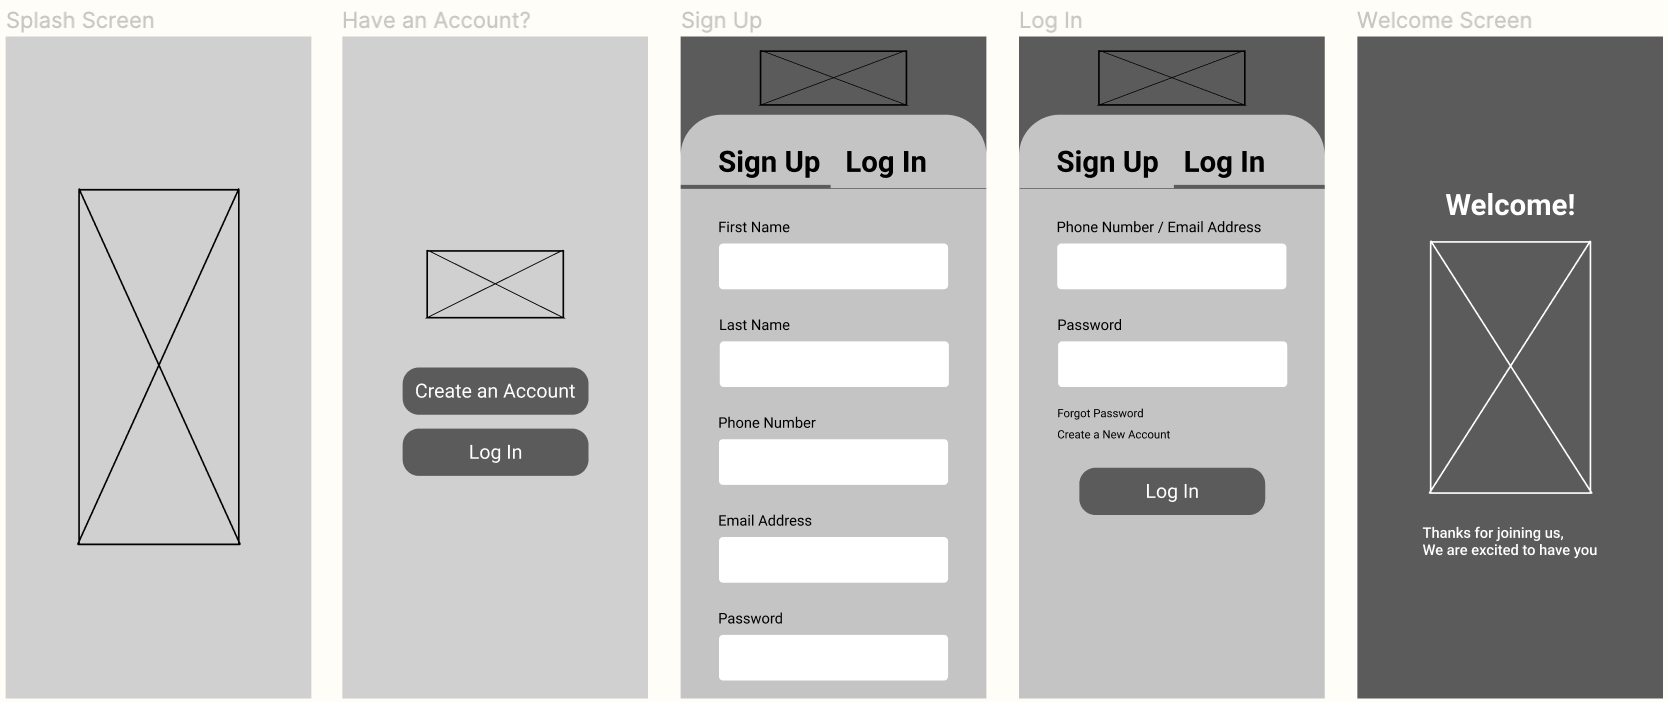 Splash Screen
Have an Account?
Create an Account
Log In
Sign Up
Sign Up Log In
First Name
Last Name
Phone Number
Email Address
Password
Log In
Sign Up Log In
Phone Number / Email Address
Password
Forgot Password
Create a New Account
Log In
Welcome Screen
Welcome!
Thanks for joining us,
We are excited to have you